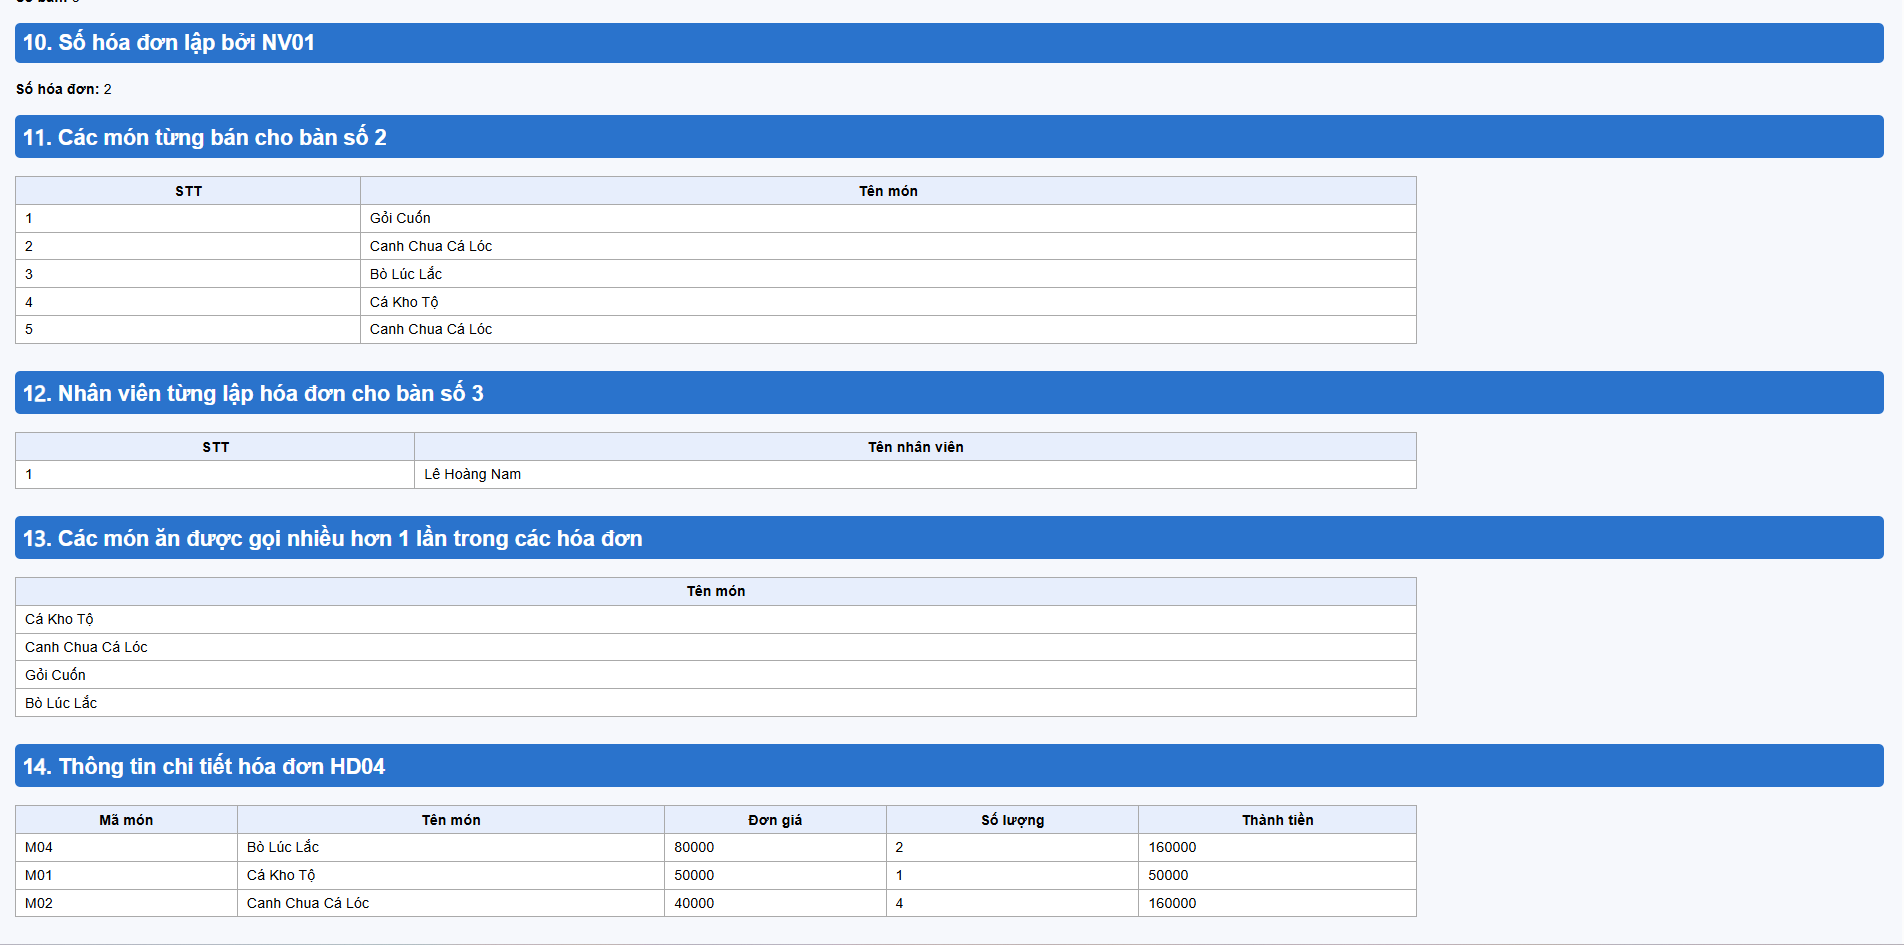 10. Số hóa đơn lập bởi NV01
Số hóa đơn: 2
11. Các món từng bán cho bàn số 2
STT Tên món
1 Gỏi Cuốn
2 Canh Chua Cá Lóc
3 Bò Lúc Lắc
4 Cá Kho Tộ
5 Canh Chua Cá Lóc
12. Nhân viên từng lập hóa đơn cho bàn số 3
STT Tên nhân viên
1 Lê Hoàng Nam
13. Các món ăn được gọi nhiều hơn 1 lần trong các hóa đơn
Tên món
Cá Kho Tộ
Canh Chua Cá Lóc
Gỏi Cuốn
Bò Lúc Lắc
14. Thông tin chi tiết hóa đơn HD04
Mã món Tên món Đơn giá Số lượng Thành tiền
M04 Bò Lúc Lắc 80000 2 160000
M01 Cá Kho Tộ 50000 1 50000
M02 Canh Chua Cá Lóc 40000 4 160000